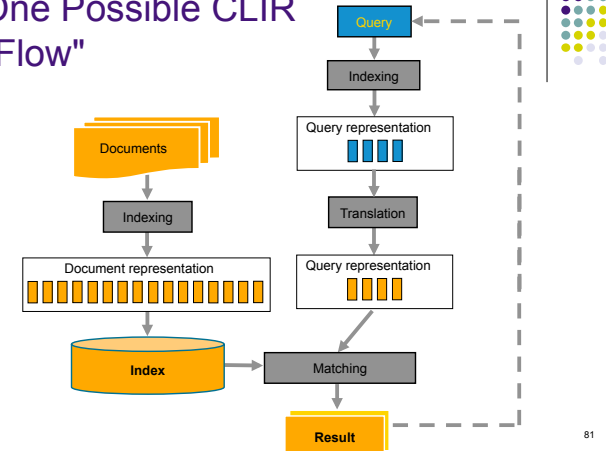 One Possible CLIR
Flow"
Query
Indexing
Query representation
Documents
Indexing
Translation
Document representation
Query representation
Index
Matching
Result
81